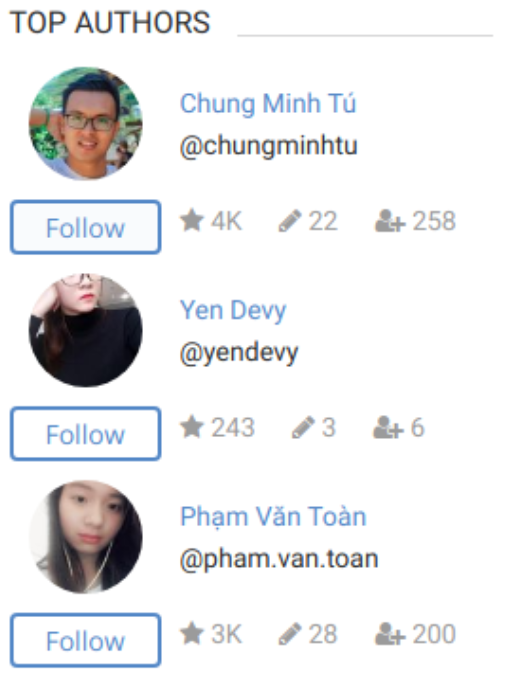 TOP AUTHORS
Chung Minh Tú
@chungminhtu
Follow
4K 22 258
Yen Devy
@yendevy
Follow
243 3 6
Phạm Văn Toàn
@pham.van.toan
Follow
3K 28 200